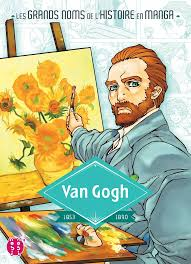 LES GRANDS NOMS DE L'HISTOIRE EN MANGA
Van Gogh
1853
1890